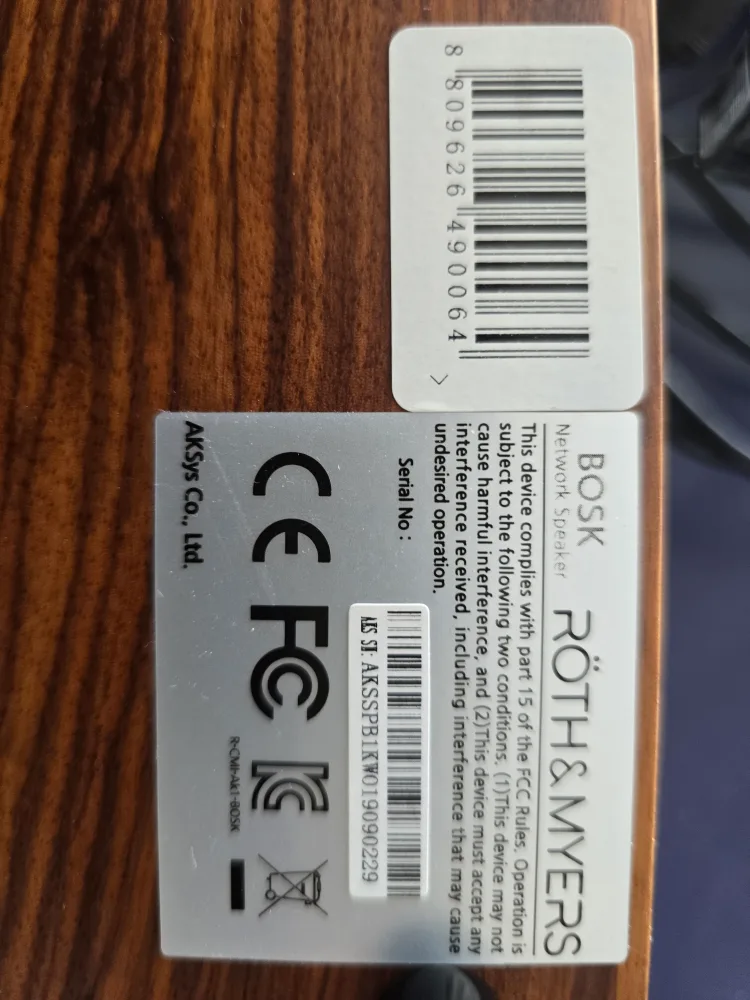 8 809626 490064 >
BOSK
Network Speaker
RÖTH & MYERS
This device complies with part 15 of the FCC Rules. Operation is
subject to the following two conditions. (1)This device may not
cause harmful interference, and (2)This device must accept any
interference received, including interference that may cause
undesired operation.
Serial No :
AKS SN: AKSSPB1KW019090229
CE FC
R-CMI-Ak1-BOSK
AKSys Co., Ltd.